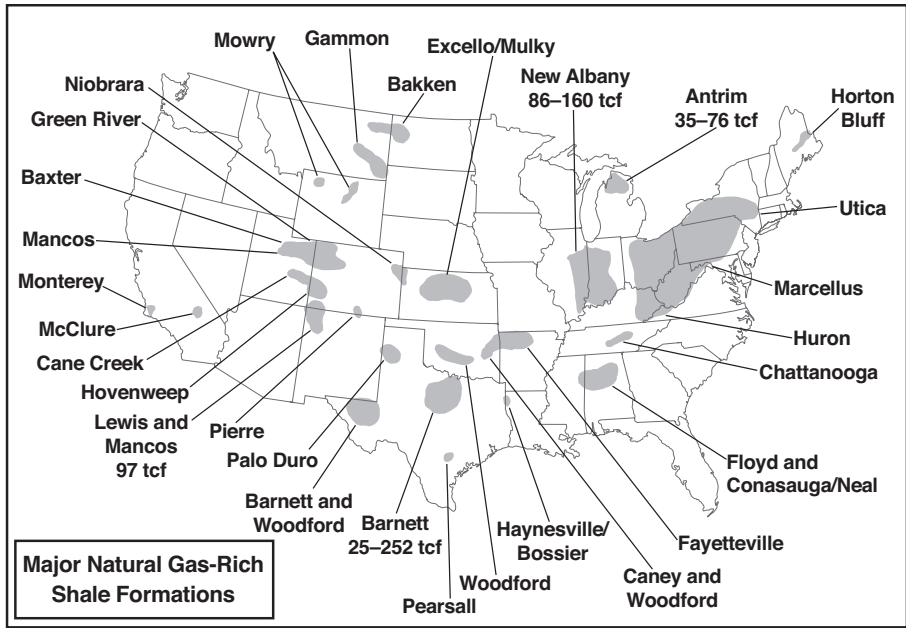 Mowry
Gammon
Excello/Mulky
Niobrara
Bakken
New Albany
86–160 tcf
Antrim
35–76 tcf
Horton
Bluff
Green River
Baxter
Utica
Mancos
Monterey
Marcellus
McClure
Huron
Cane Creek
Chattanooga
Hovenweep
Lewis and
Mancos
97 tcf
Pierre
Palo Duro
Floyd and
Conasauga/Neal
Barnett and
Woodford
Barnett
25–252 tcf
Haynesville/
Bossier
Fayetteville
Woodford
Caney and
Woodford
Pearsall
Major Natural Gas-Rich
Shale Formations